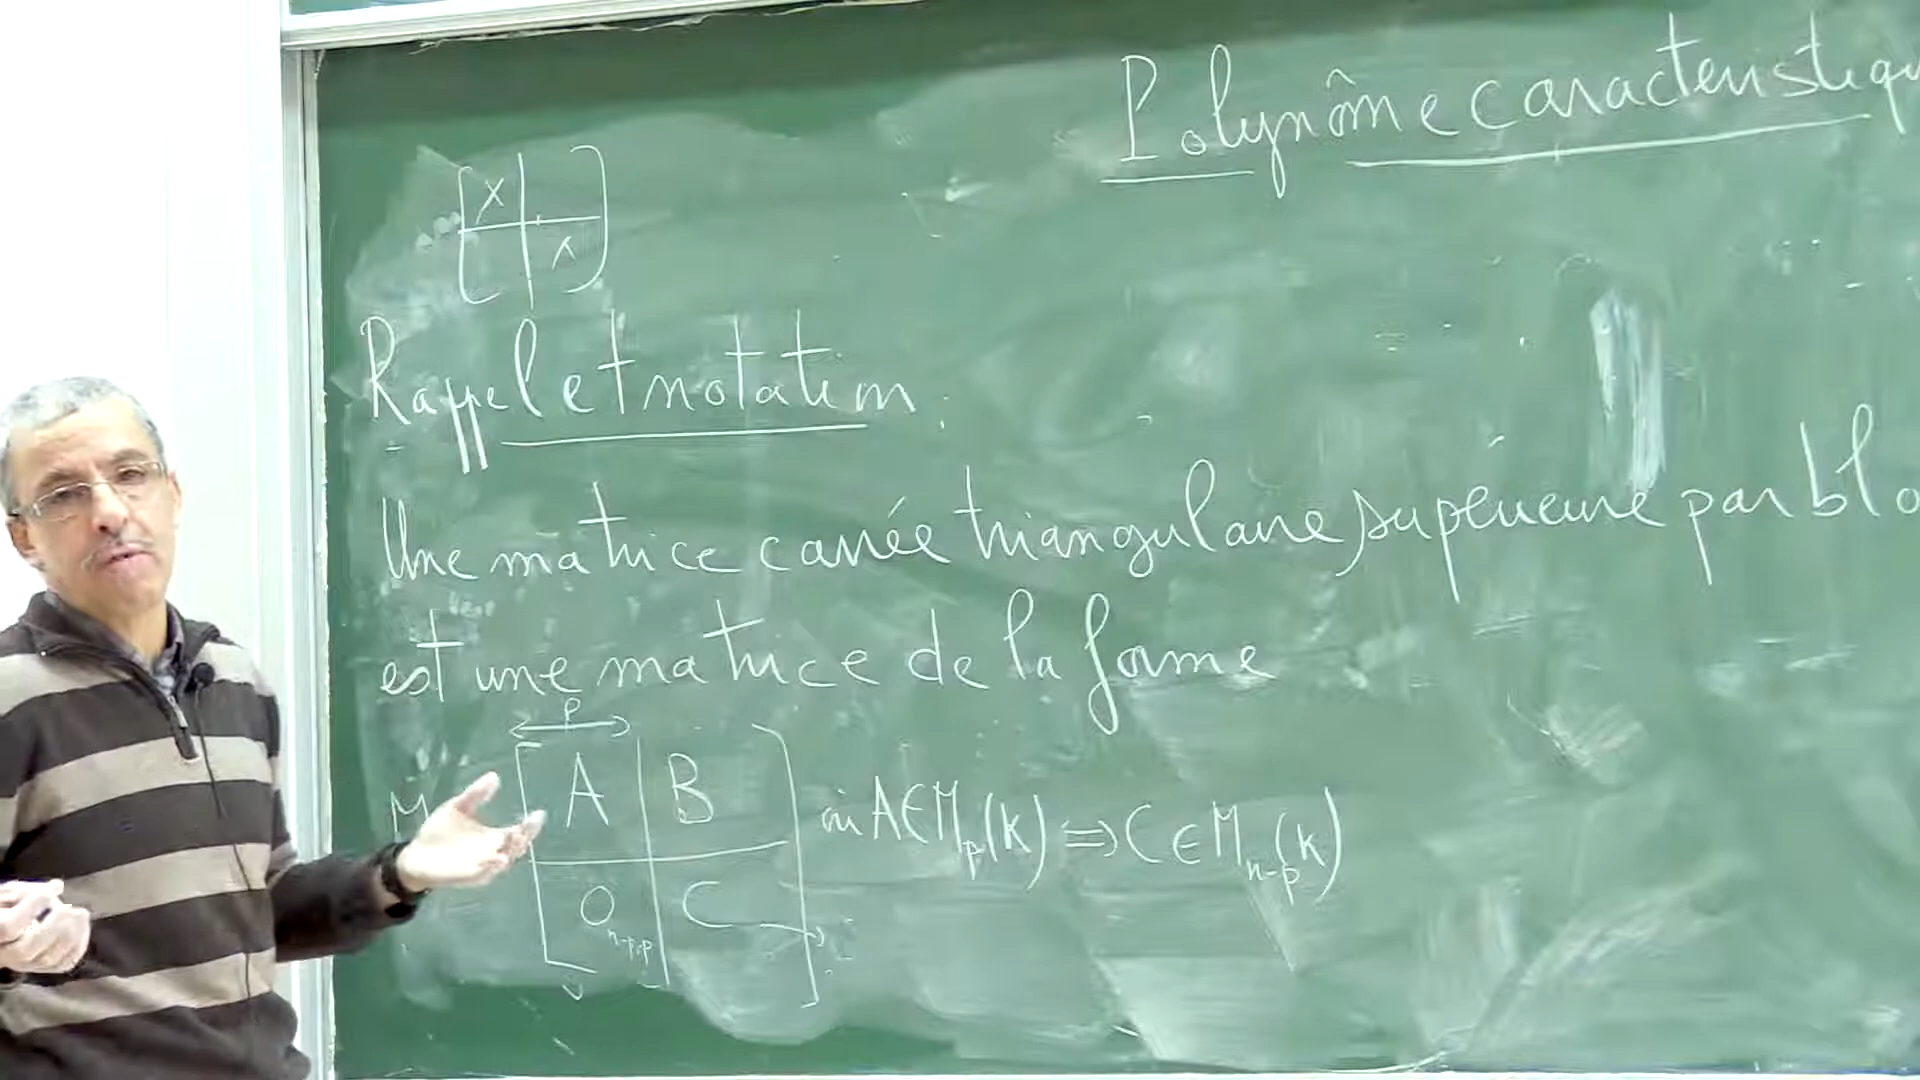 Polynôme caractéristiqu
[X | ]
[ | X]
Rappel et notation :
Une matrice carrée triangulaire supérieure par blo
est une matrice de la forme
p
M [A | B] où A∈M_p(K) ⇒ C∈M_{n-p}(K)
[0_{n-p,p} | C]